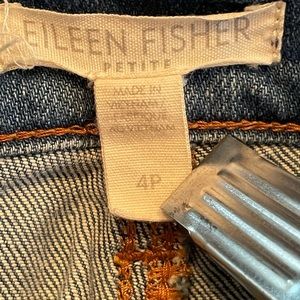 EILEEN FISHER
PETITE
MADE IN
VIETNAM/
FABRIQUÉ
AU VIETNAM
4P